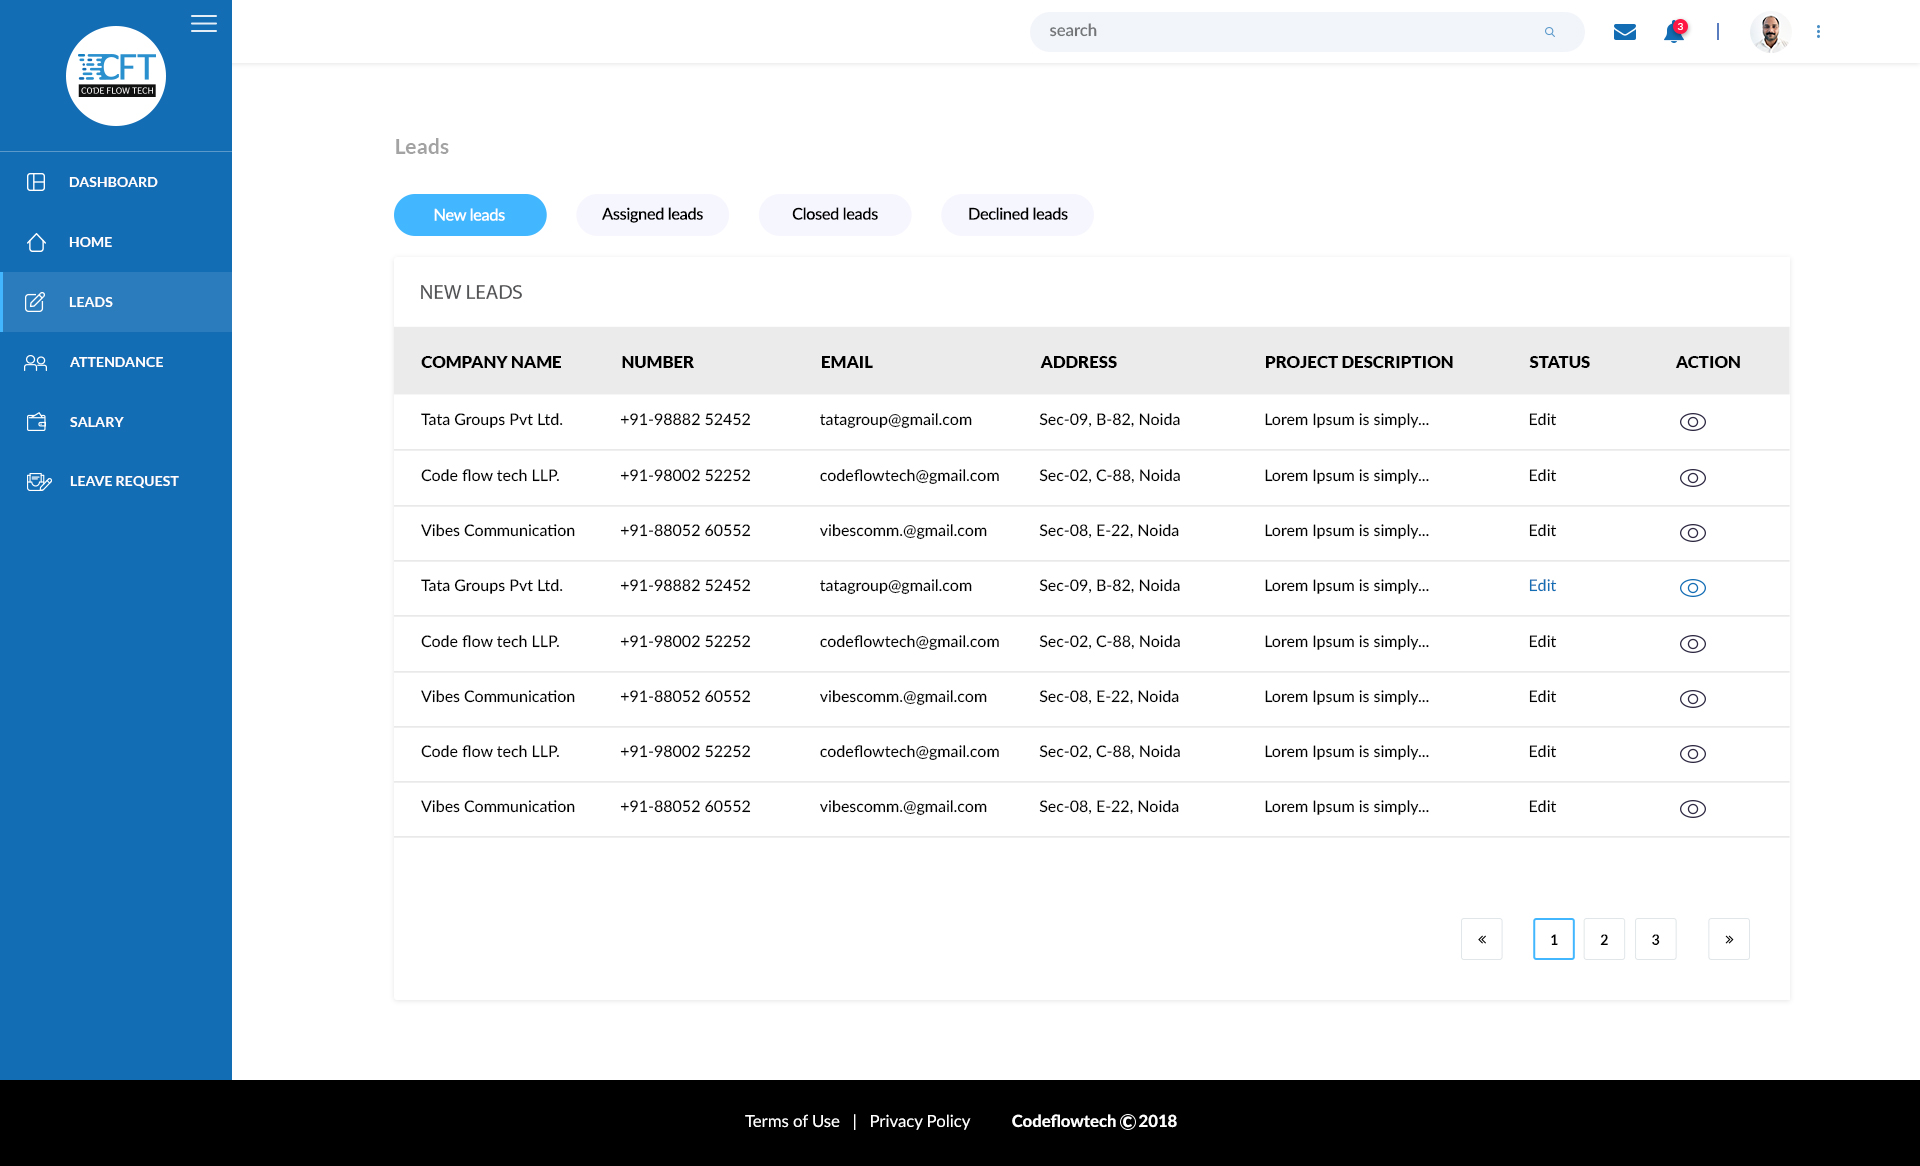 CFT
CODE FLOW TECH
search
3
DASHBOARD
HOME
LEADS
ATTENDANCE
SALARY
LEAVE REQUEST
Leads
New leads Assigned leads Closed leads Declined leads
NEW LEADS
COMPANY NAME NUMBER EMAIL ADDRESS PROJECT DESCRIPTION STATUS ACTION
Tata Groups Pvt Ltd. +91-98882 52452 tatagroup@gmail.com Sec-09, B-82, Noida Lorem Ipsum is simply... Edit
Code flow tech LLP. +91-98002 52252 codeflowtech@gmail.com Sec-02, C-88, Noida Lorem Ipsum is simply... Edit
Vibes Communication +91-88052 60552 vibescomm.@gmail.com Sec-08, E-22, Noida Lorem Ipsum is simply... Edit
Tata Groups Pvt Ltd. +91-98882 52452 tatagroup@gmail.com Sec-09, B-82, Noida Lorem Ipsum is simply... Edit
Code flow tech LLP. +91-98002 52252 codeflowtech@gmail.com Sec-02, C-88, Noida Lorem Ipsum is simply... Edit
Vibes Communication +91-88052 60552 vibescomm.@gmail.com Sec-08, E-22, Noida Lorem Ipsum is simply... Edit
Code flow tech LLP. +91-98002 52252 codeflowtech@gmail.com Sec-02, C-88, Noida Lorem Ipsum is simply... Edit
Vibes Communication +91-88052 60552 vibescomm.@gmail.com Sec-08, E-22, Noida Lorem Ipsum is simply... Edit
« 1 2 3 »
Terms of Use | Privacy Policy Codeflowtech © 2018